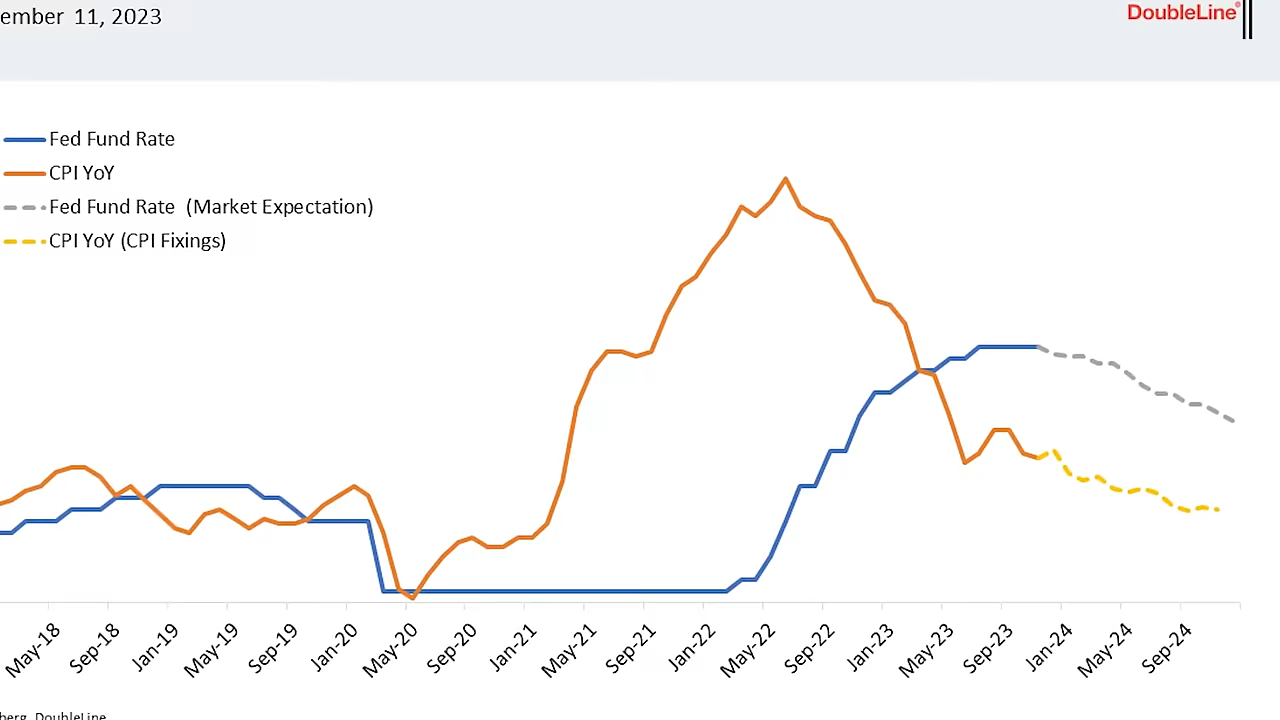 ember 11, 2023
DoubleLine®
Fed Fund Rate
CPI YoY
Fed Fund Rate (Market Expectation)
CPI YoY (CPI Fixings)
May-18 Sep-18 Jan-19 May-19 Sep-19 Jan-20 May-20 Sep-20 Jan-21 May-21 Sep-21 Jan-22 May-22 Sep-22 Jan-23 May-23 Sep-23 Jan-24 May-24 Sep-24
berg, DoubleLine